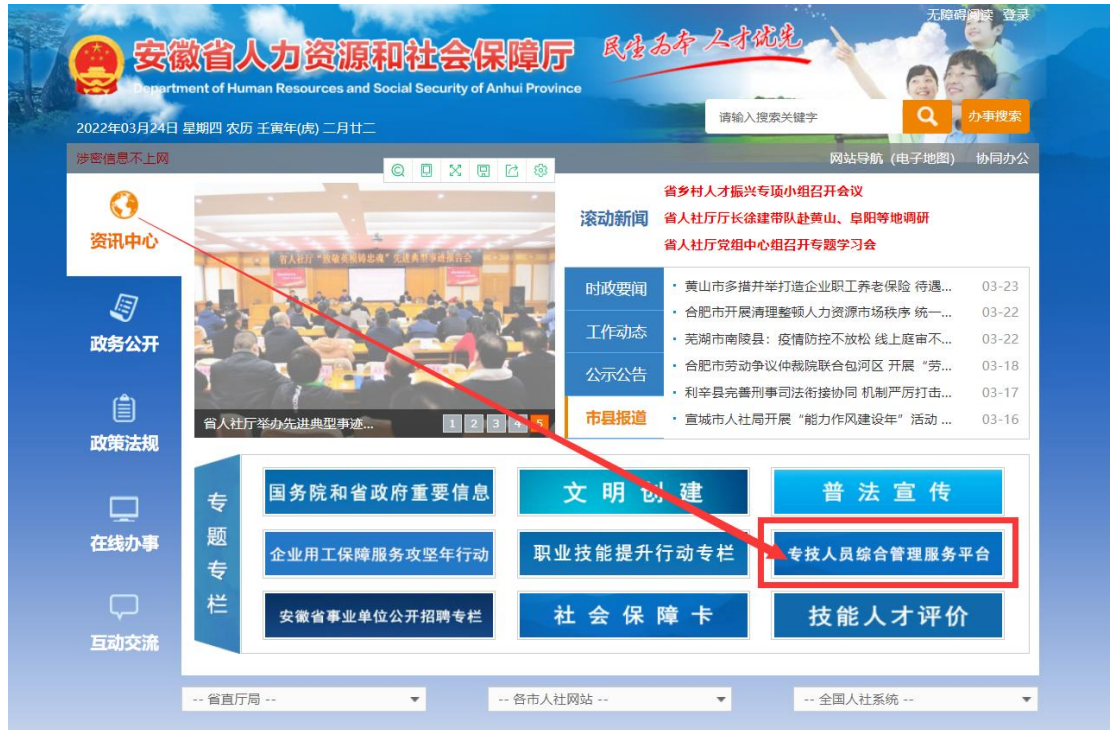 无障碍阅读 登录
安徽省人力资源和社会保障厅
民生为本 人才优先
Department of Human Resources and Social Security of Anhui Province
请输入搜索关键字
办事搜索
2022年03月24日 星期四 农历 壬寅年(虎) 二月廿二
涉密信息不上网
网站导航 (电子地图)
协同办公
资讯中心
政务公开
政策法规
在线办事
互动交流
省人社厅“致敬英模铸忠魂”先进典型事迹报告会
省人社厅举办先进典型事迹...
1 2 3 4 5
滚动新闻
省乡村人才振兴专项小组召开会议
省人社厅厅长徐建带队赴黄山、阜阳等地调研
省人社厅党组中心组召开专题学习会
时政要闻
工作动态
公示公告
市县报道
· 黄山市多措并举打造企业职工养老保险 待遇... 03-23
· 合肥市开展清理整顿人力资源市场秩序 统一... 03-22
· 芜湖市南陵县：疫情防控不放松 线上庭审不... 03-22
· 合肥市劳动争议仲裁院联合包河区 开展“劳... 03-18
· 利辛县完善刑事司法衔接协同 机制严厉打击... 03-17
· 宣城市人社局开展“能力作风建设年”活动 ... 03-16
专题专栏
国务院和省政府重要信息
文明创建
普法宣传
企业用工保障服务攻坚年行动
职业技能提升行动专栏
专技人员综合管理服务平台
安徽省事业单位公开招聘专栏
社会保障卡
技能人才评价
-- 省直厅局 --
-- 各市人社网站 --
-- 全国人社系统 --